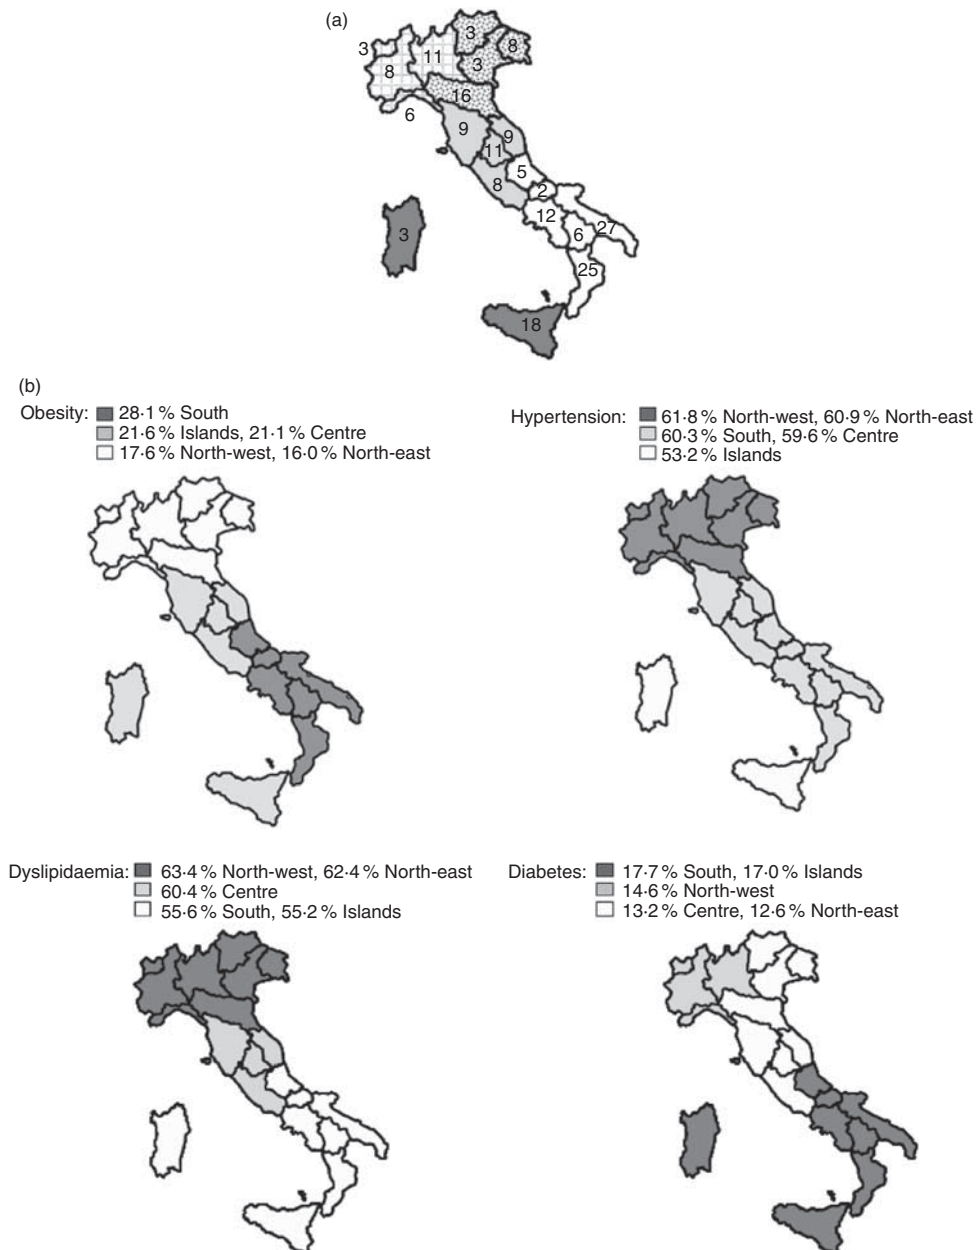 (a)
3
8
3
11
3
8
16
6
9
9
11
5
8
2
12
27
6
3
25
18
(b)
Obesity:
28·1 % South
21·6 % Islands, 21·1 % Centre
17·6 % North-west, 16·0 % North-east
Hypertension:
61·8 % North-west, 60·9 % North-east
60·3 % South, 59·6 % Centre
53·2 % Islands
Dyslipidaemia:
63·4 % North-west, 62·4 % North-east
60·4 % Centre
55·6 % South, 55·2 % Islands
Diabetes:
17·7 % South, 17·0 % Islands
14·6 % North-west
13·2 % Centre, 12·6 % North-east